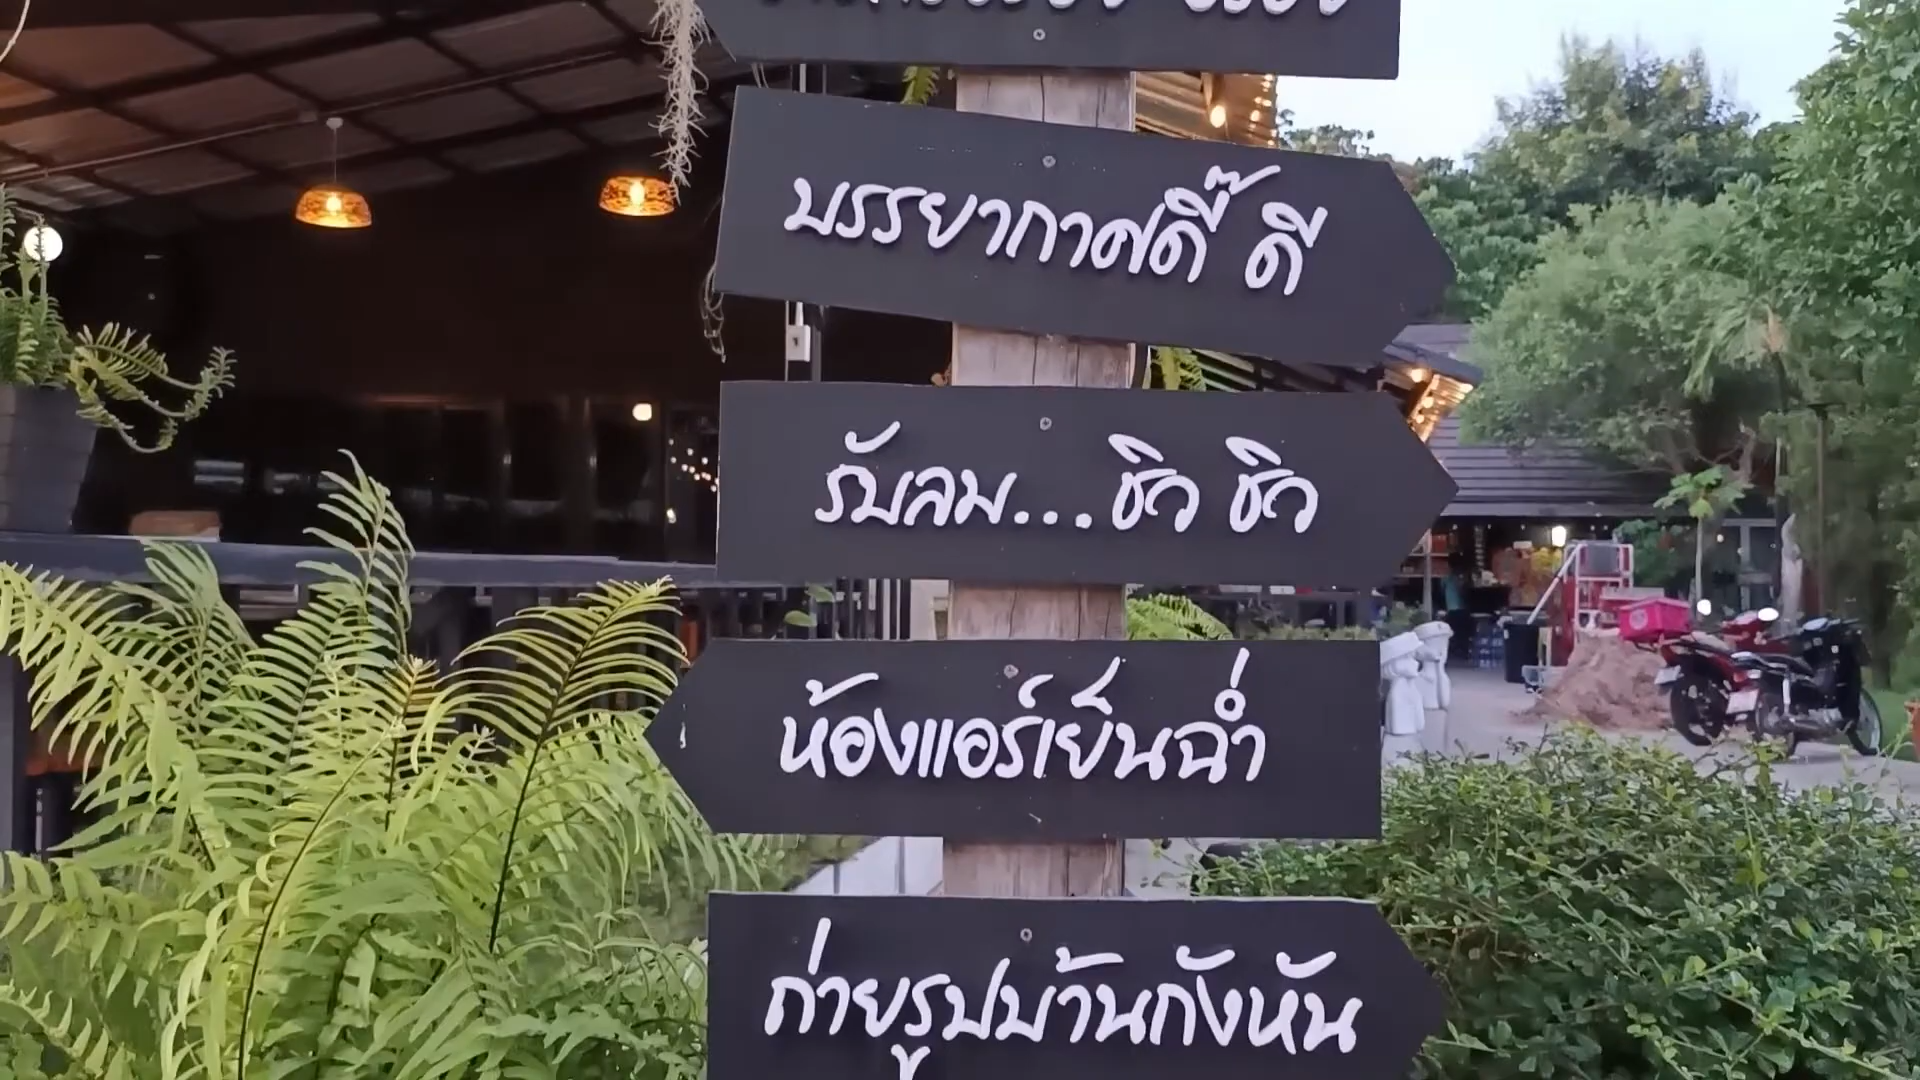 บรรยากาศดี๊ ดี
รับลม...ชิว ชิว
ห้องแอร์เย็นฉ่ำ
ถ่ายรูปบ้านกังหัน